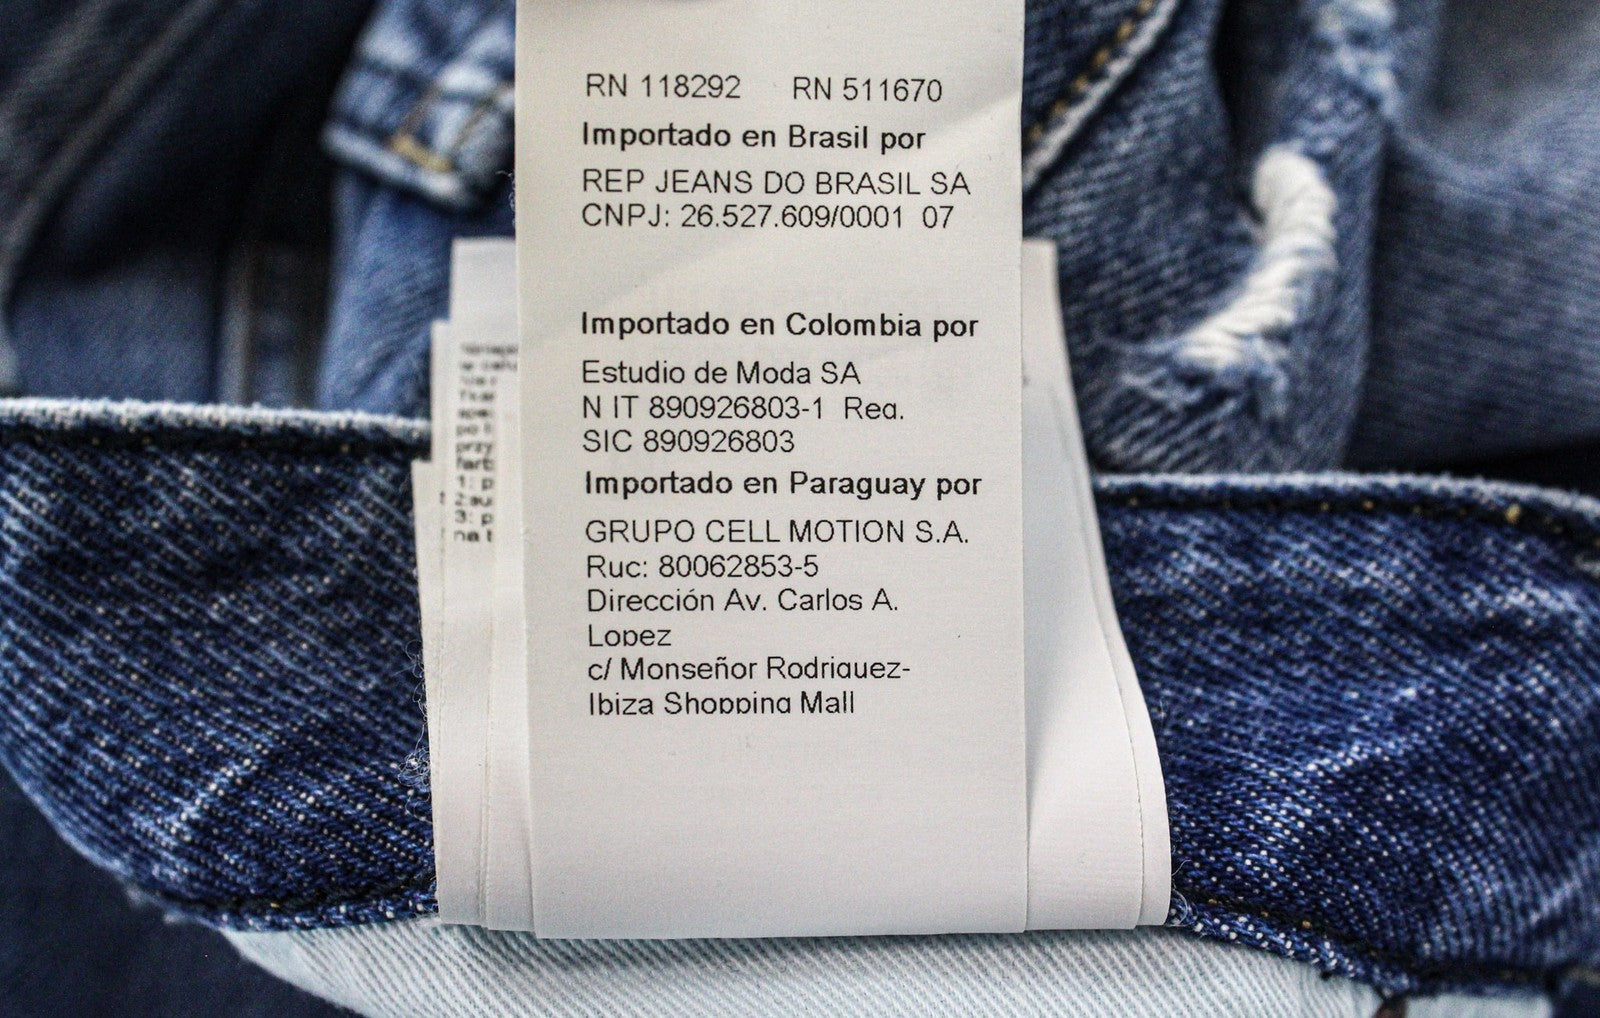 RN 118292 RN 511670
Importado en Brasil por
REP JEANS DO BRASIL SA
CNPJ: 26.527.609/0001 07
Importado en Colombia por
Estudio de Moda SA
N IT 890926803-1 Reg.
SIC 890926803
Importado en Paraguay por
GRUPO CELL MOTION S.A.
Ruc: 80062853-5
Dirección Av. Carlos A.
Lopez
c/ Monseñor Rodriguez-
Ibiza Shopping Mall